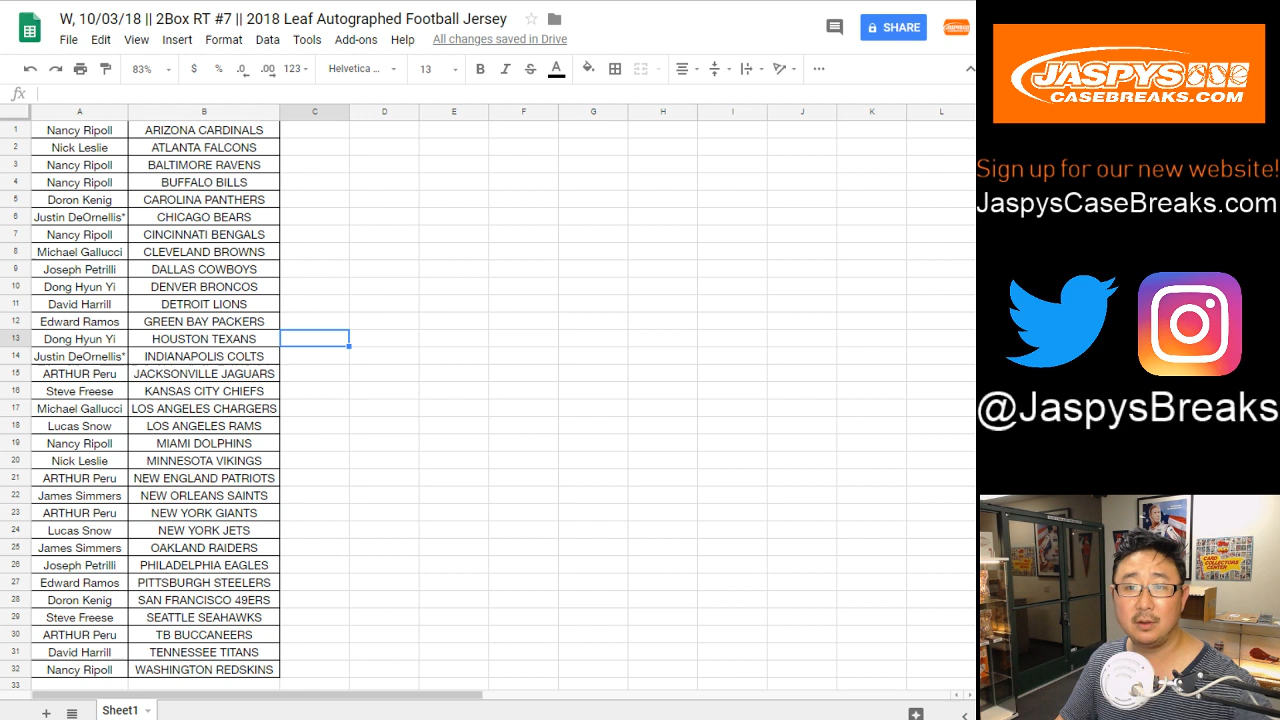 W, 10/03/18 || 2Box RT #7 || 2018 Leaf Autographed Football Jersey
File Edit View Insert Format Tools Add-ons Help All changes saved in Drive
SHARE
83% $ % .0 .00 123 Helvetica ... 13 B I S A
fx
A B C D E F G H I J K L
1 Nancy Ripoll ARIZONA CARDINALS
2 Nick Leslie ATLANTA FALCONS
3 Nancy Ripoll BALTIMORE RAVENS
4 Nancy Ripoll BUFFALO BILLS
5 Doron Kenig CAROLINA PANTHERS
6 Justin DeOrnellis* CHICAGO BEARS
7 Nancy Ripoll CINCINNATI BENGALS
8 Michael Gallucci CLEVELAND BROWNS
9 Joseph Petrilli DALLAS COWBOYS
10 Dong Hyun Yi DENVER BRONCOS
11 David Harrill DETROIT LIONS
12 Edward Ramos GREEN BAY PACKERS
13 Dong Hyun Yi HOUSTON TEXANS
14 Justin DeOrnellis* INDIANAPOLIS COLTS
15 ARTHUR Peru JACKSONVILLE JAGUARS
16 Steve Freese KANSAS CITY CHIEFS
17 Michael Gallucci LOS ANGELES CHARGERS
18 Lucas Snow LOS ANGELES RAMS
19 Nancy Ripoll MIAMI DOLPHINS
20 Nick Leslie MINNESOTA VIKINGS
21 ARTHUR Peru NEW ENGLAND PATRIOTS
22 James Simmers NEW ORLEANS SAINTS
23 ARTHUR Peru NEW YORK GIANTS
24 Lucas Snow NEW YORK JETS
25 James Simmers OAKLAND RAIDERS
26 Joseph Petrilli PHILADELPHIA EAGLES
27 Edward Ramos PITTSBURGH STEELERS
28 Doron Kenig SAN FRANCISCO 49ERS
29 Steve Freese SEATTLE SEAHAWKS
30 ARTHUR Peru TB BUCCANEERS
31 David Harrill TENNESSEE TITANS
32 Nancy Ripoll WASHINGTON REDSKINS
33
Sheet1
JASPYS
CASEBREAKS.COM
Sign up for our new website!
JaspysCaseBreaks.com
@JaspysBreaks